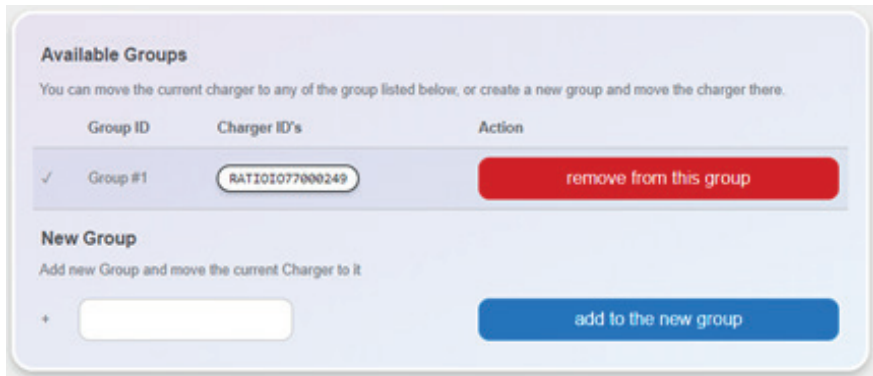 Available Groups
You can move the current charger to any of the group listed below, or create a new group and move the charger there.
Group ID Charger ID's Action
✓ Group #1 RATIOIO77000249 remove from this group
New Group
Add new Group and move the current Charger to it
+ add to the new group